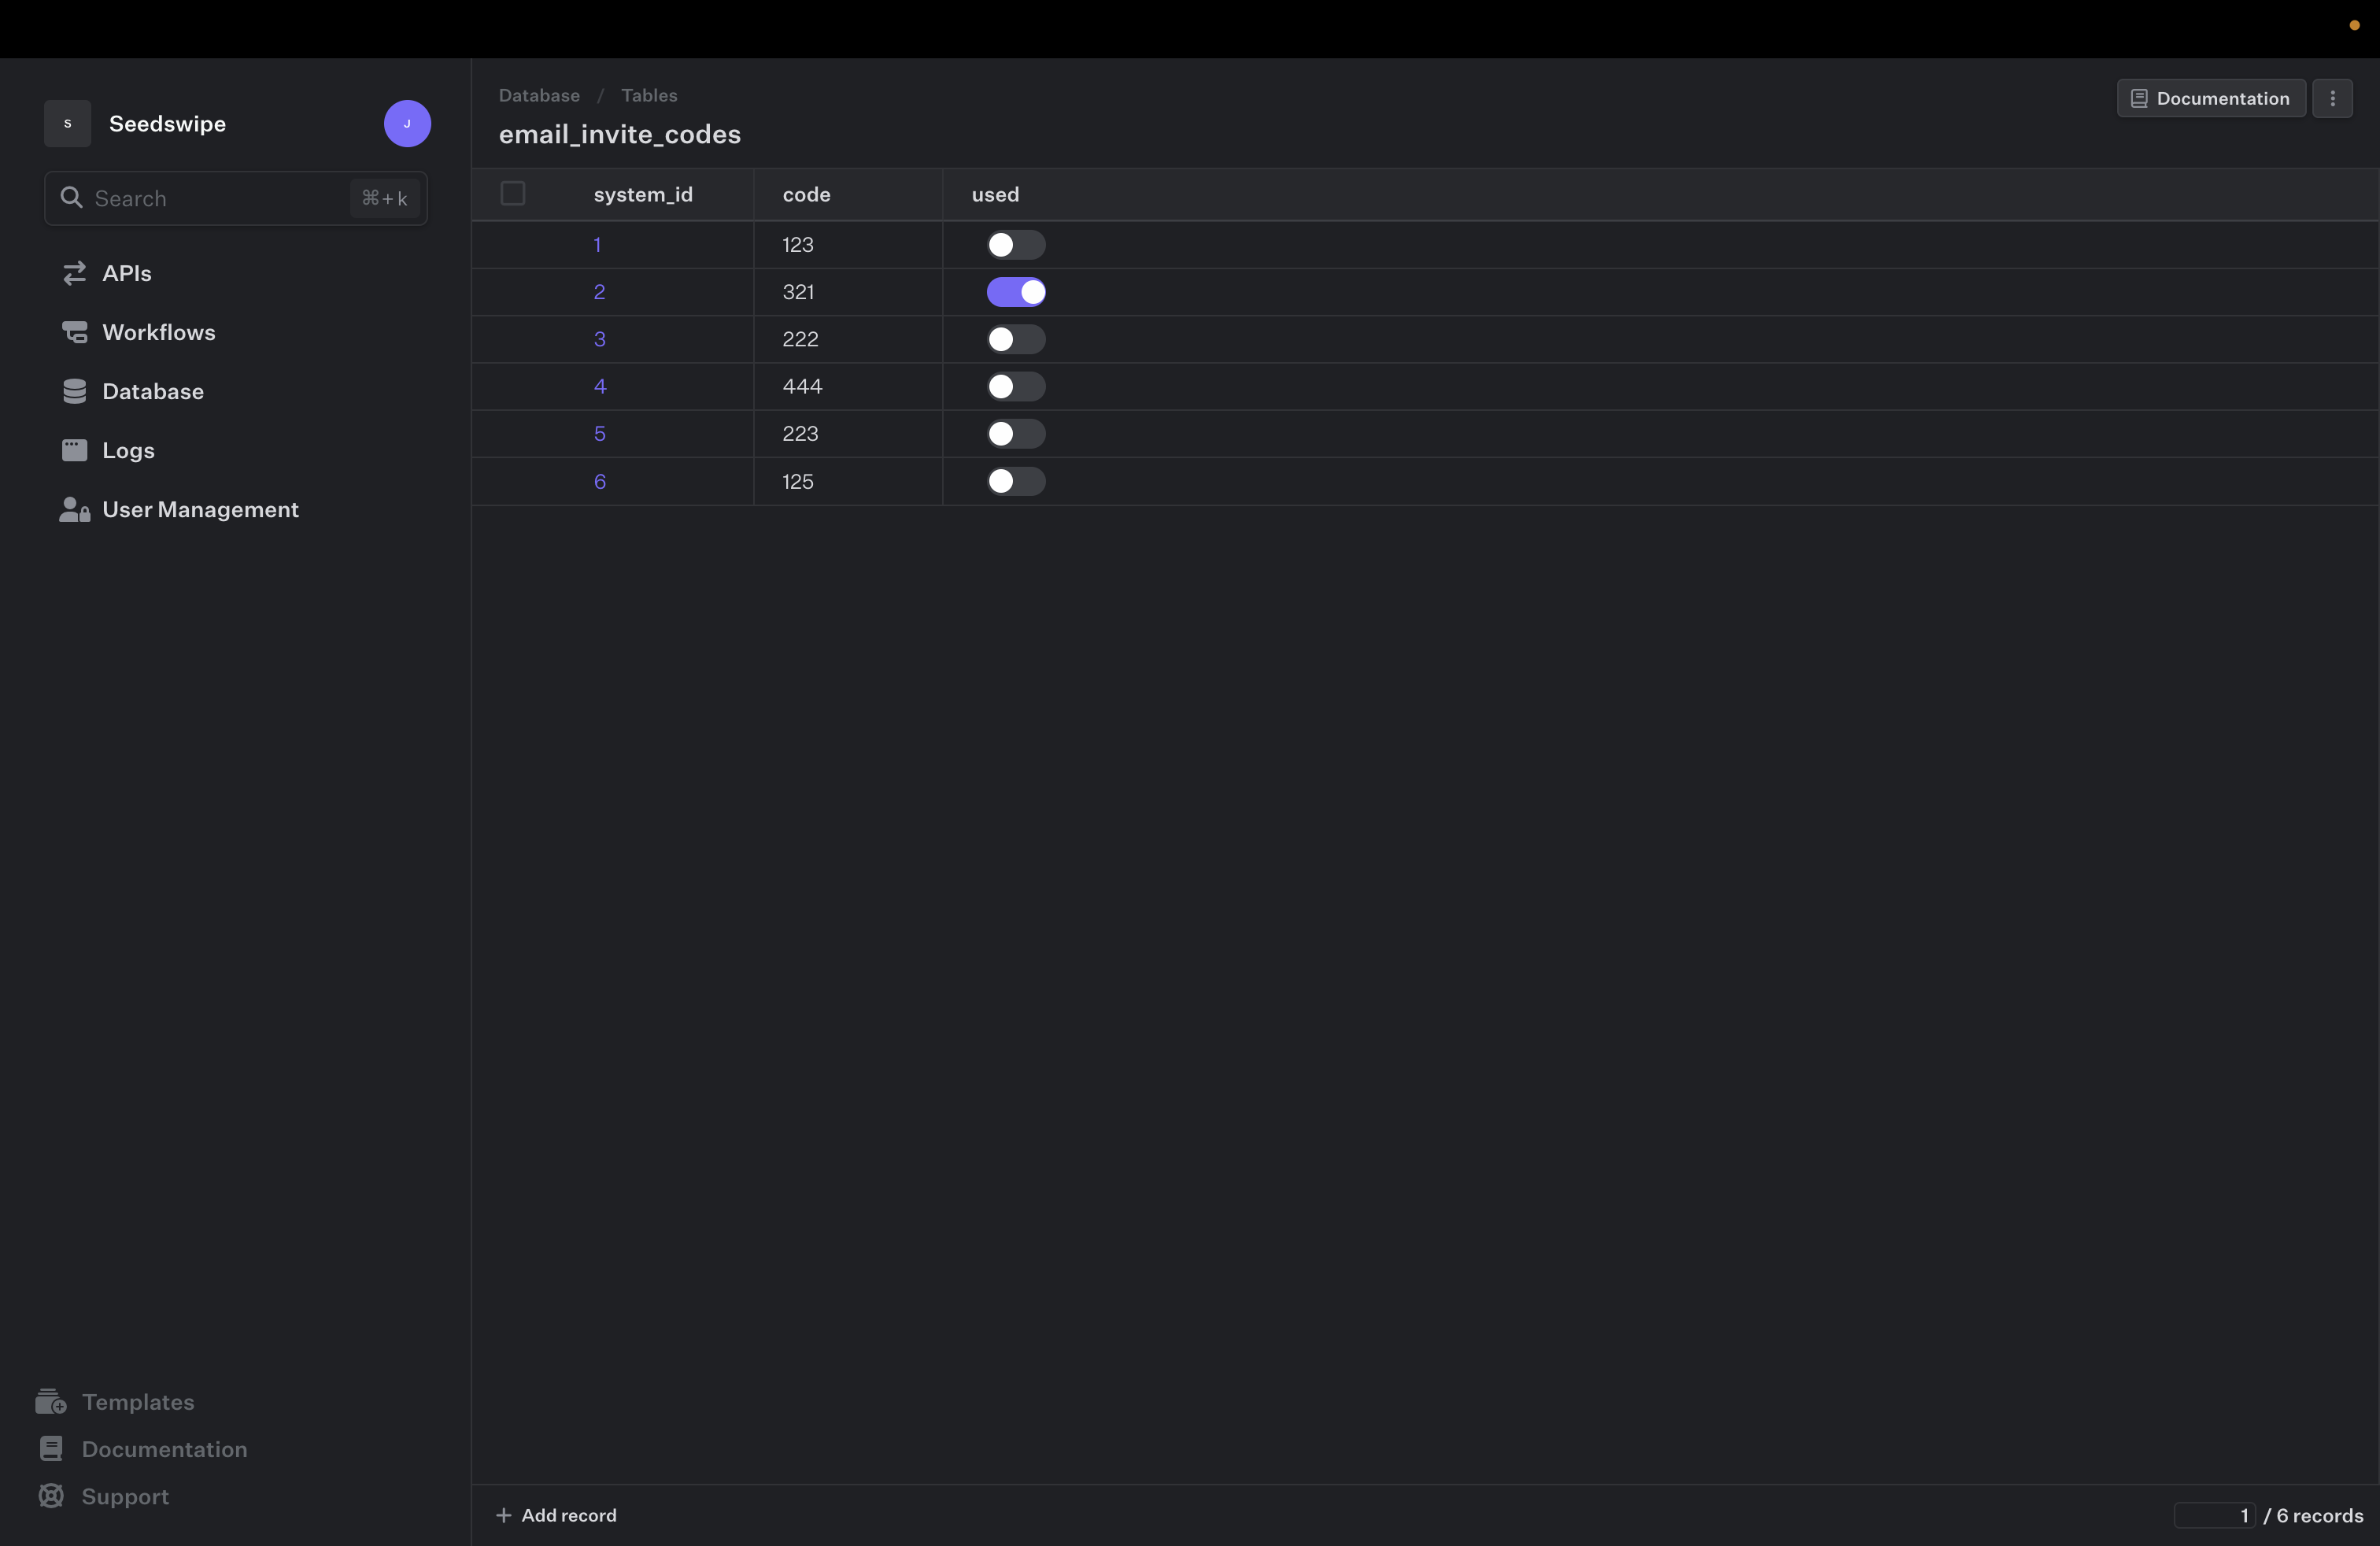 S Seedswipe J
Search ⌘+k
APIs
Workflows
Database
Logs
User Management
Templates
Documentation
Support
Database / Tables
email_invite_codes
Documentation
system_id code used
1 123
2 321
3 222
4 444
5 223
6 125
+ Add record
1 / 6 records